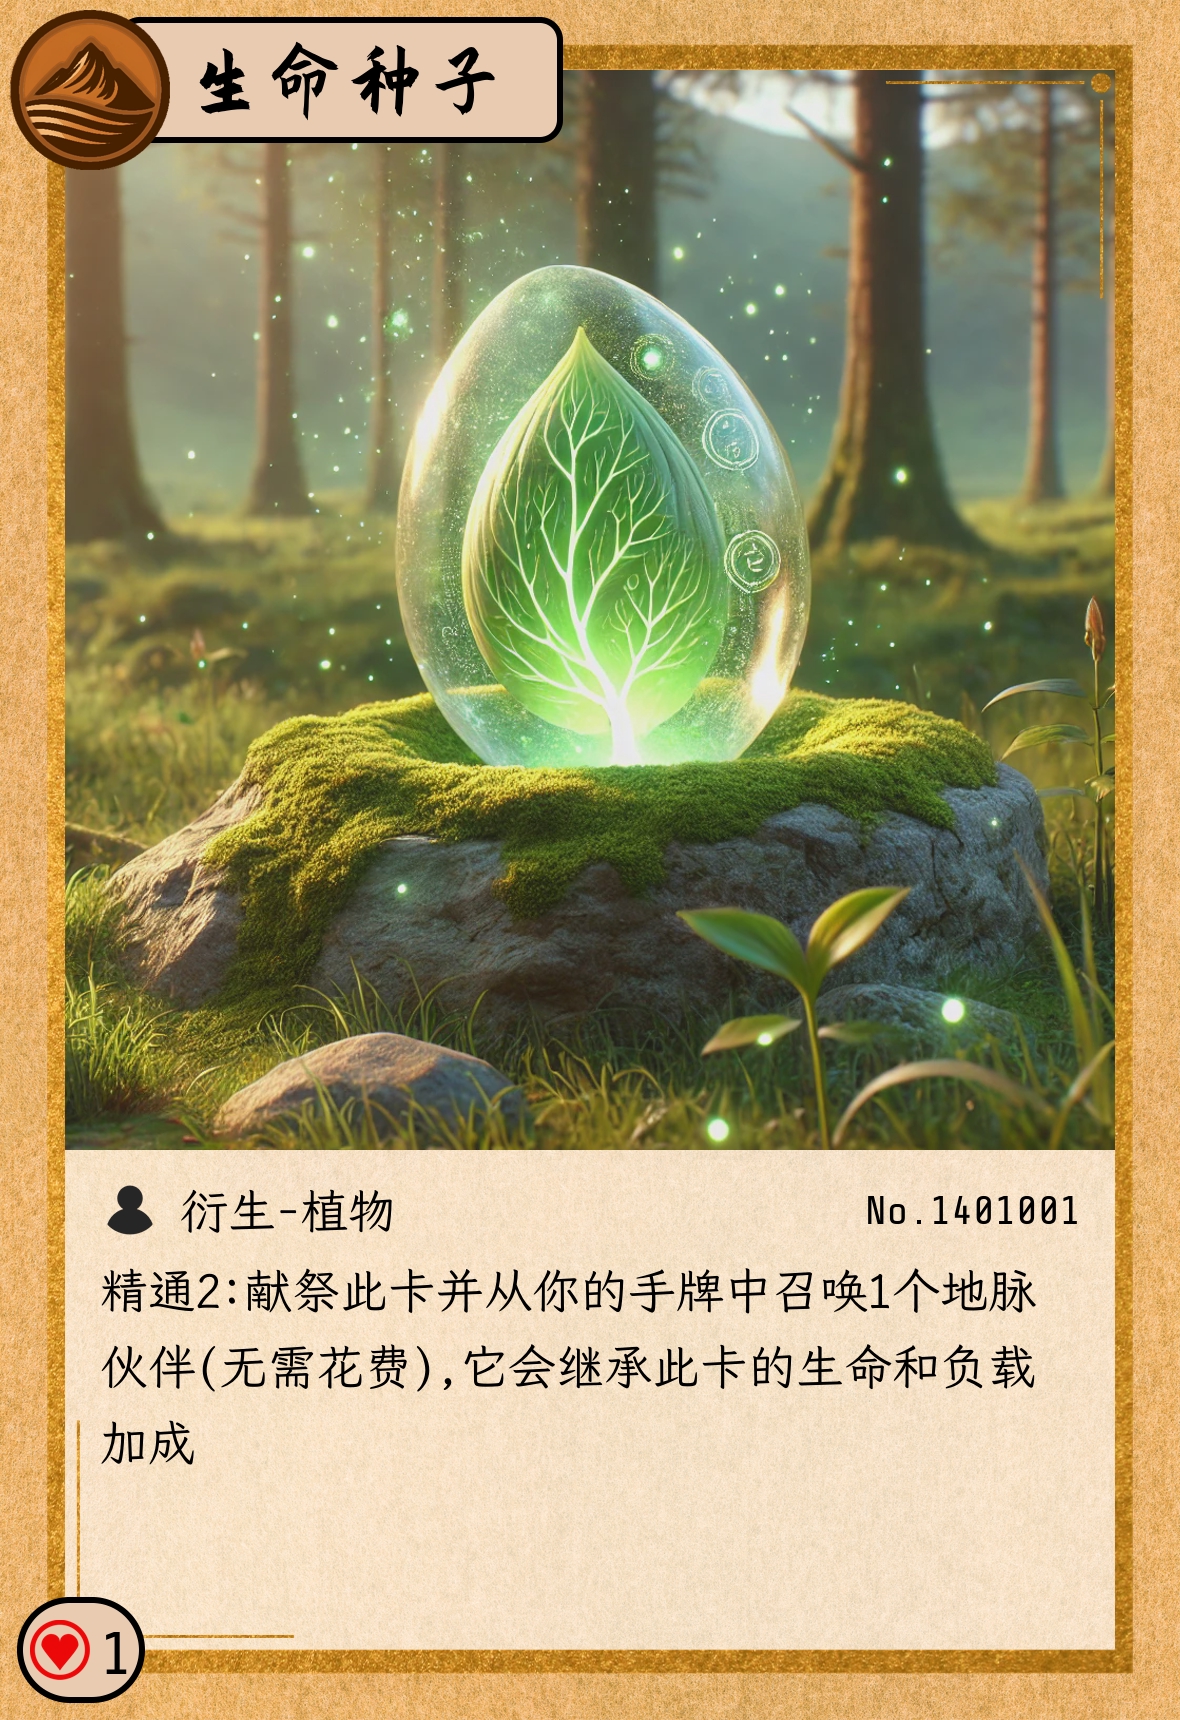 生命种子
衍生-植物
No.1401001
精通2:献祭此卡并从你的手牌中召唤1个地脉
伙伴(无需花费),它会继承此卡的生命和负载
加成
1